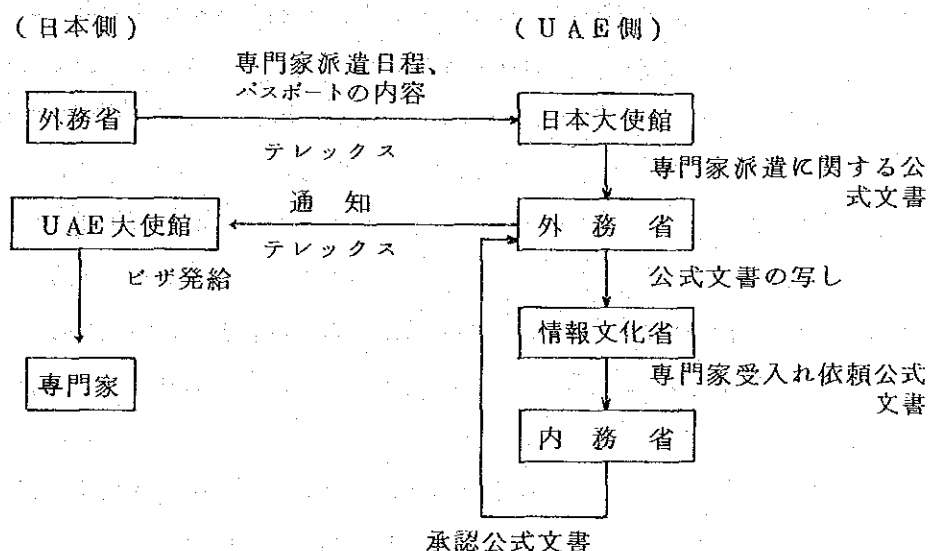 (日本側)
(UAE側)
専門家派遣日程、
パスポートの内容
外務省
日本大使館
テレックス
専門家派遣に関する公
式文書
通 知
UAE大使館
外 務 省
テレックス
ビザ発給
公式文書の写し
情報文化省
専門家
専門家受入れ依頼公式
文書
内 務 省
承認公式文書